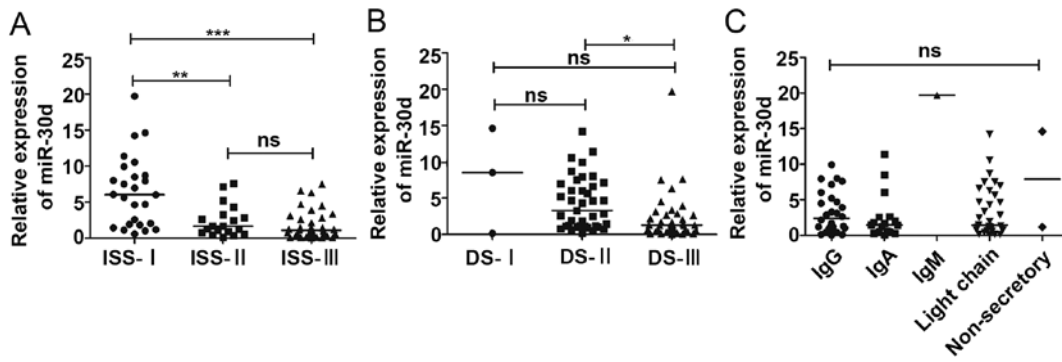 A
Relative expression
of miR-30d
25
20
15
10
5
0
***
**
ns
ISS-Ⅰ
ISS-Ⅱ
ISS-Ⅲ
B
Relative expression
of miR-30d
25
20
15
10
5
0
*
ns
ns
DS-Ⅰ
DS-Ⅱ
DS-Ⅲ
C
Relative expression
of miR-30d
25
20
15
10
5
0
ns
IgG
IgA
IgM
Light chain
Non-secretory